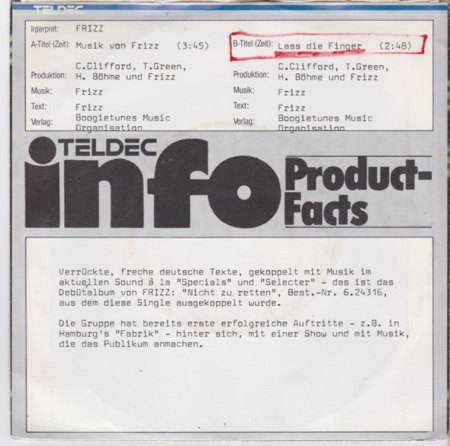 TELDEC
Interpret: FRIZZ
A-Titel (Zeit): Musik von Frizz (3:45) B-Titel (Zeit): Lass die Finger (2:48)
Produktion: C.Clifford, T.Green, H. Böhme und Frizz Produktion: C.Clifford, T.Green, H. Böhme und Frizz
Musik: Frizz Musik: Frizz
Text: Frizz Text: Frizz
Verlag: Boogietunes Music Organisation Verlag: Boogietunes Music Organisation
TELDEC
info Product-
Facts
Verrückte, freche deutsche Texte, gekoppelt mit Musik im
aktuellen Sound à la "Specials" und "Selecter" - das ist das
Debütalbum von FRIZZ: "Nicht zu retten", Best.-Nr. 6.24316,
aus dem diese Single ausgekoppelt wurde.
Die Gruppe hat bereits erste erfolgreiche Auftritte - z.B. in
Hamburg's "Fabrik" - hinter sich, mit einer Show und mit Musik,
die das Publikum anmachen.